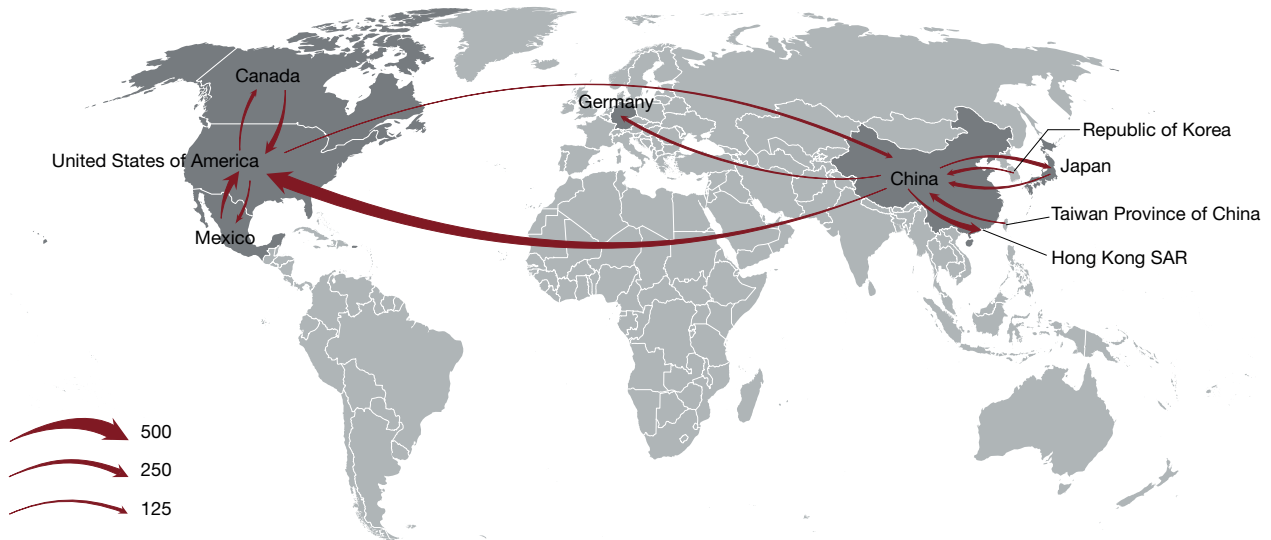 Canada
Germany
Republic of Korea
United States of America
Japan
China
Taiwan Province of China
Mexico
Hong Kong SAR
500
250
125